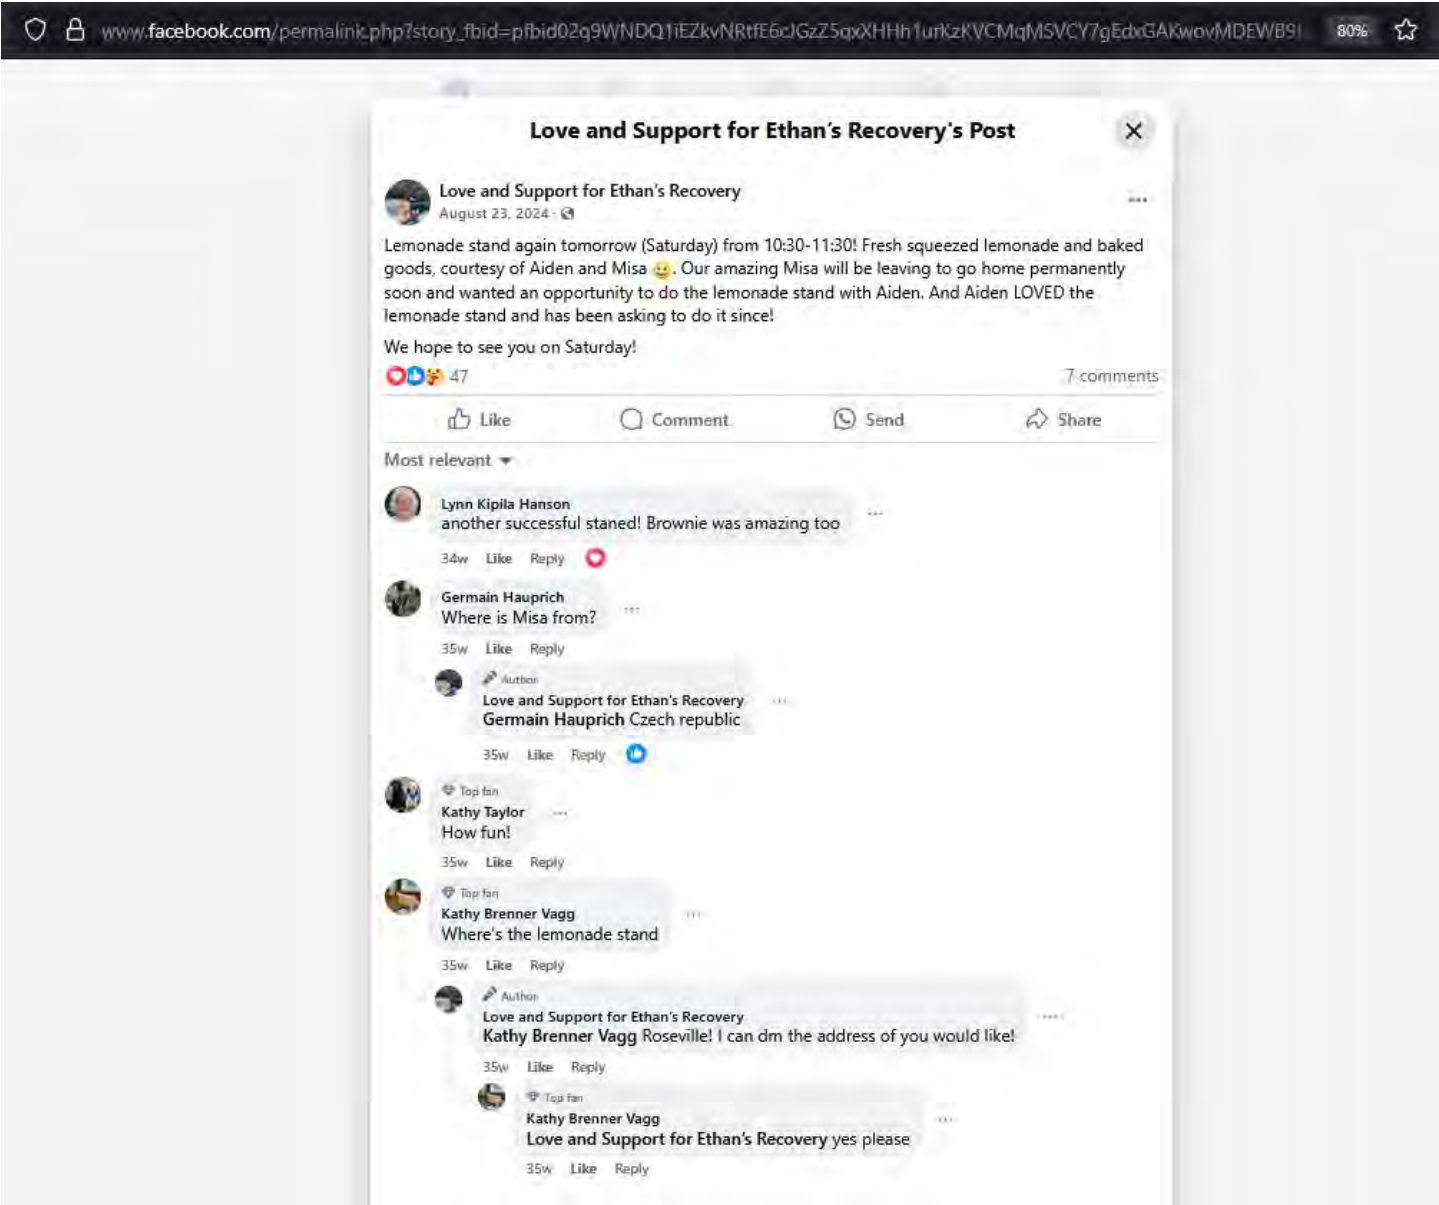 www.facebook.com/permalink.php?story_fbid=
80%
Love and Support for Ethan's Recovery's Post
Love and Support for Ethan's Recovery
August 23, 2024 ·
Lemonade stand again tomorrow (Saturday) from 10:30-11:30! Fresh squeezed lemonade and baked
goods, courtesy of Aiden and Misa 😃. Our amazing Misa will be leaving to go home permanently
soon and wanted an opportunity to do the lemonade stand with Aiden. And Aiden LOVED the
lemonade stand and has been asking to do it since!
We hope to see you on Saturday!
47 7 comments
Like Comment Send Share
Most relevant
Lynn Kipila Hanson
another successful staned! Brownie was amazing too
34w Like Reply
Germain Hauprich
Where is Misa from?
35w Like Reply
Author
Love and Support for Ethan's Recovery
Germain Hauprich Czech republic
35w Like Reply
Top fan
Kathy Taylor
How fun!
35w Like Reply
Top fan
Kathy Brenner Vagg
Where's the lemonade stand
35w Like Reply
Author
Love and Support for Ethan's Recovery
Kathy Brenner Vagg Roseville! I can dm the address of you would like!
35w Like Reply
Top fan
Kathy Brenner Vagg
Love and Support for Ethan's Recovery yes please
35w Like Reply